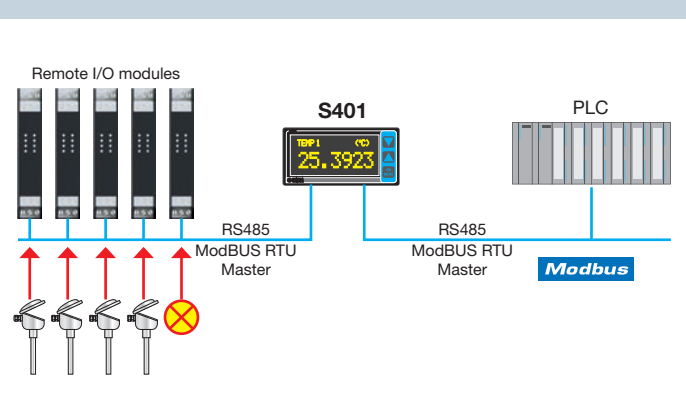 Remote I/O modules
S401
PLC
TEMP 1 (°C)
25.3923
RS485
ModBUS RTU
Master
RS485
ModBUS RTU
Master
Modbus